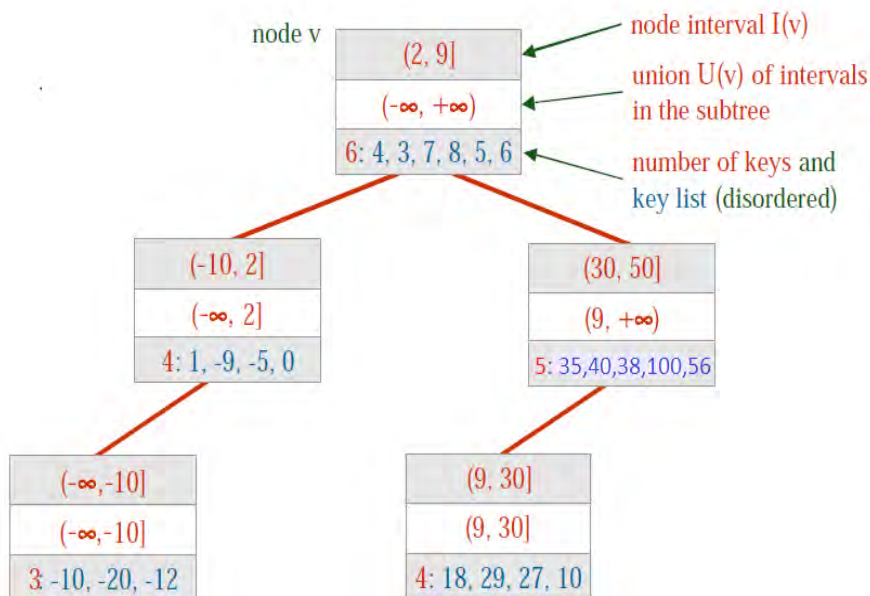 node v
(2, 9]
(-∞, +∞)
6: 4, 3, 7, 8, 5, 6
node interval I(v)
union U(v) of intervals
in the subtree
number of keys and
key list (disordered)
(-10, 2]
(-∞, 2]
4: 1, -9, -5, 0
(30, 50]
(9, +∞)
5: 35,40,38,100,56
(-∞,-10]
(-∞,-10]
3: -10, -20, -12
(9, 30]
(9, 30]
4: 18, 29, 27, 10